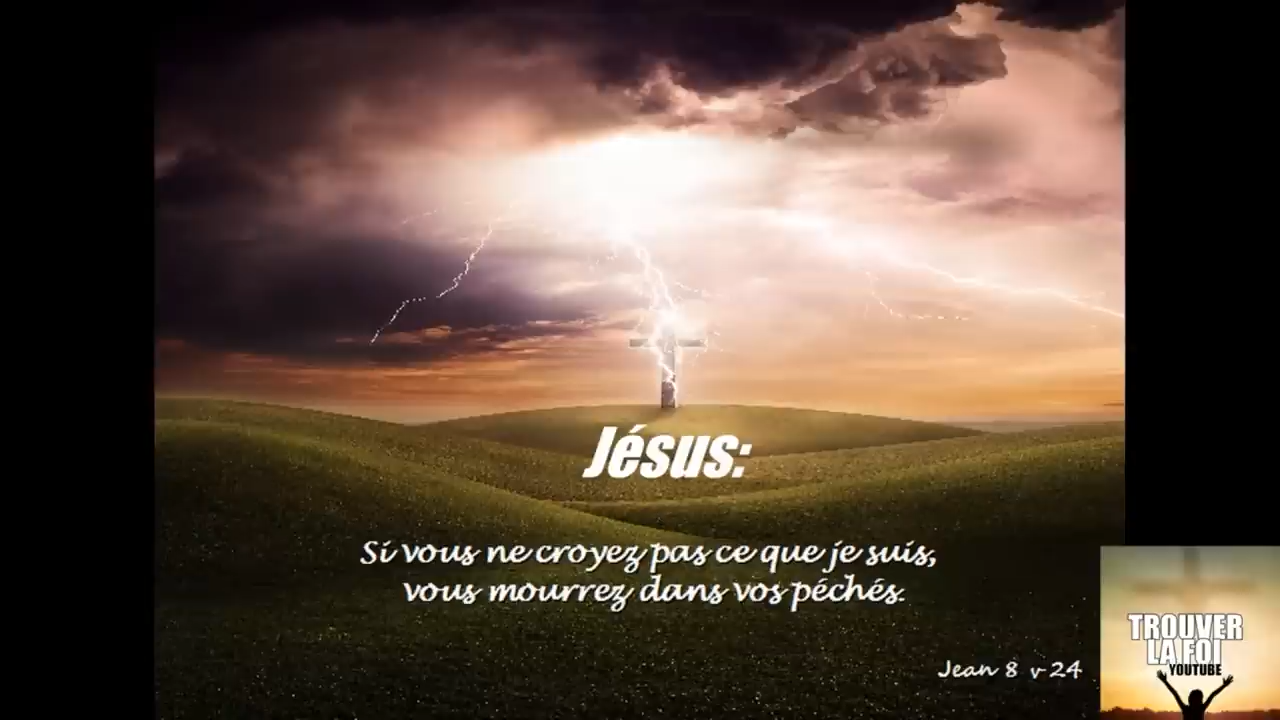 Jésus:
Si vous ne croyez pas ce que je suis,
vous mourrez dans vos péchés.
Jean 8 v 24
TROUVER
LA FOI
YOUTUBE